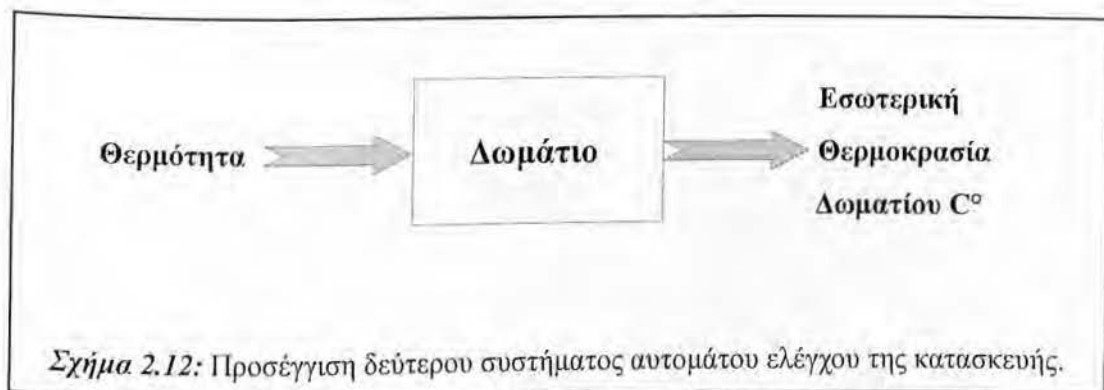 Θερμότητα
Δωμάτιο
Εσωτερική
Θερμοκρασία
Δωματίου C°
Σχήμα 2.12: Προσέγγιση δεύτερου συστήματος αυτομάτου ελέγχου της κατασκευής.